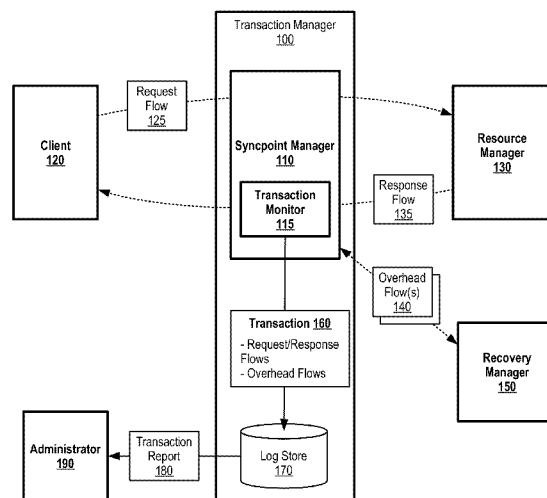 Transaction Manager
100
Request
Flow
125
Client
120
Syncpoint Manager
110
Resource
Manager
130
Transaction
Monitor
115
Response
Flow
135
Overhead
Flow(s)
140
Transaction 160
- Request/Response
Flows
- Overhead Flows
Recovery
Manager
150
Administrator
190
Transaction
Report
180
Log Store
170